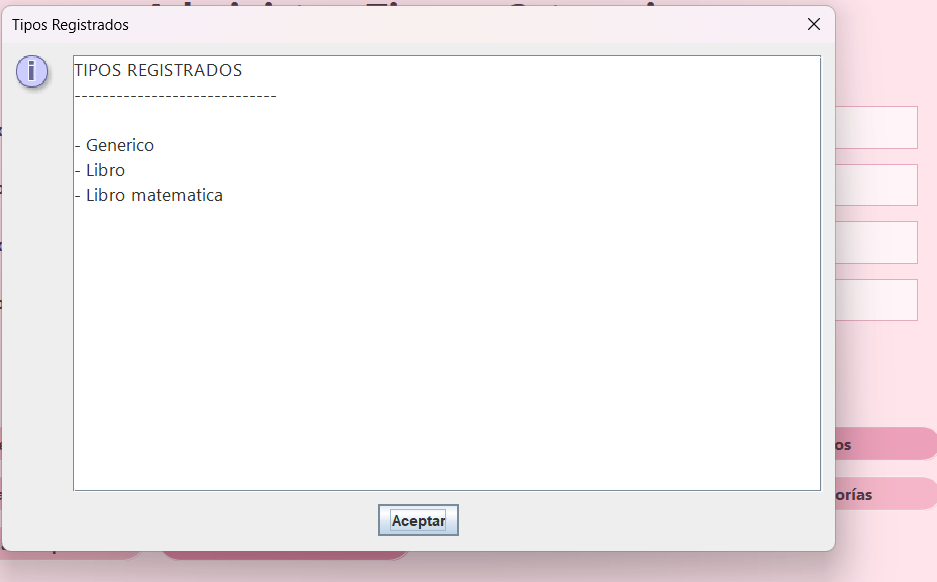 Tipos Registrados
TIPOS REGISTRADOS
-----------------------------
- Generico
- Libro
- Libro matematica
os
orías
Aceptar